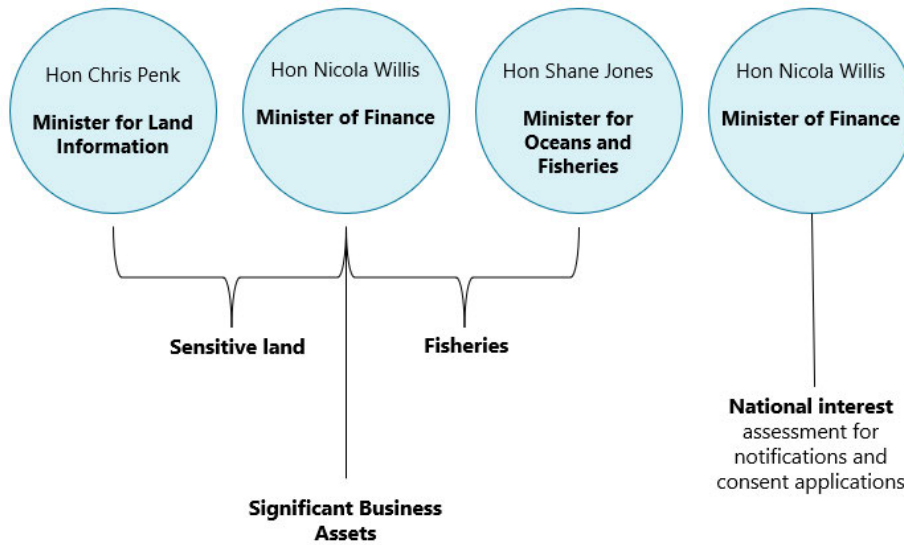 Hon Chris Penk
Minister for Land
Information
Hon Nicola Willis
Minister of Finance
Hon Shane Jones
Minister for
Oceans and
Fisheries
Hon Nicola Willis
Minister of Finance
Sensitive land
Fisheries
Significant Business
Assets
National interest
assessment for
notifications and
consent applications